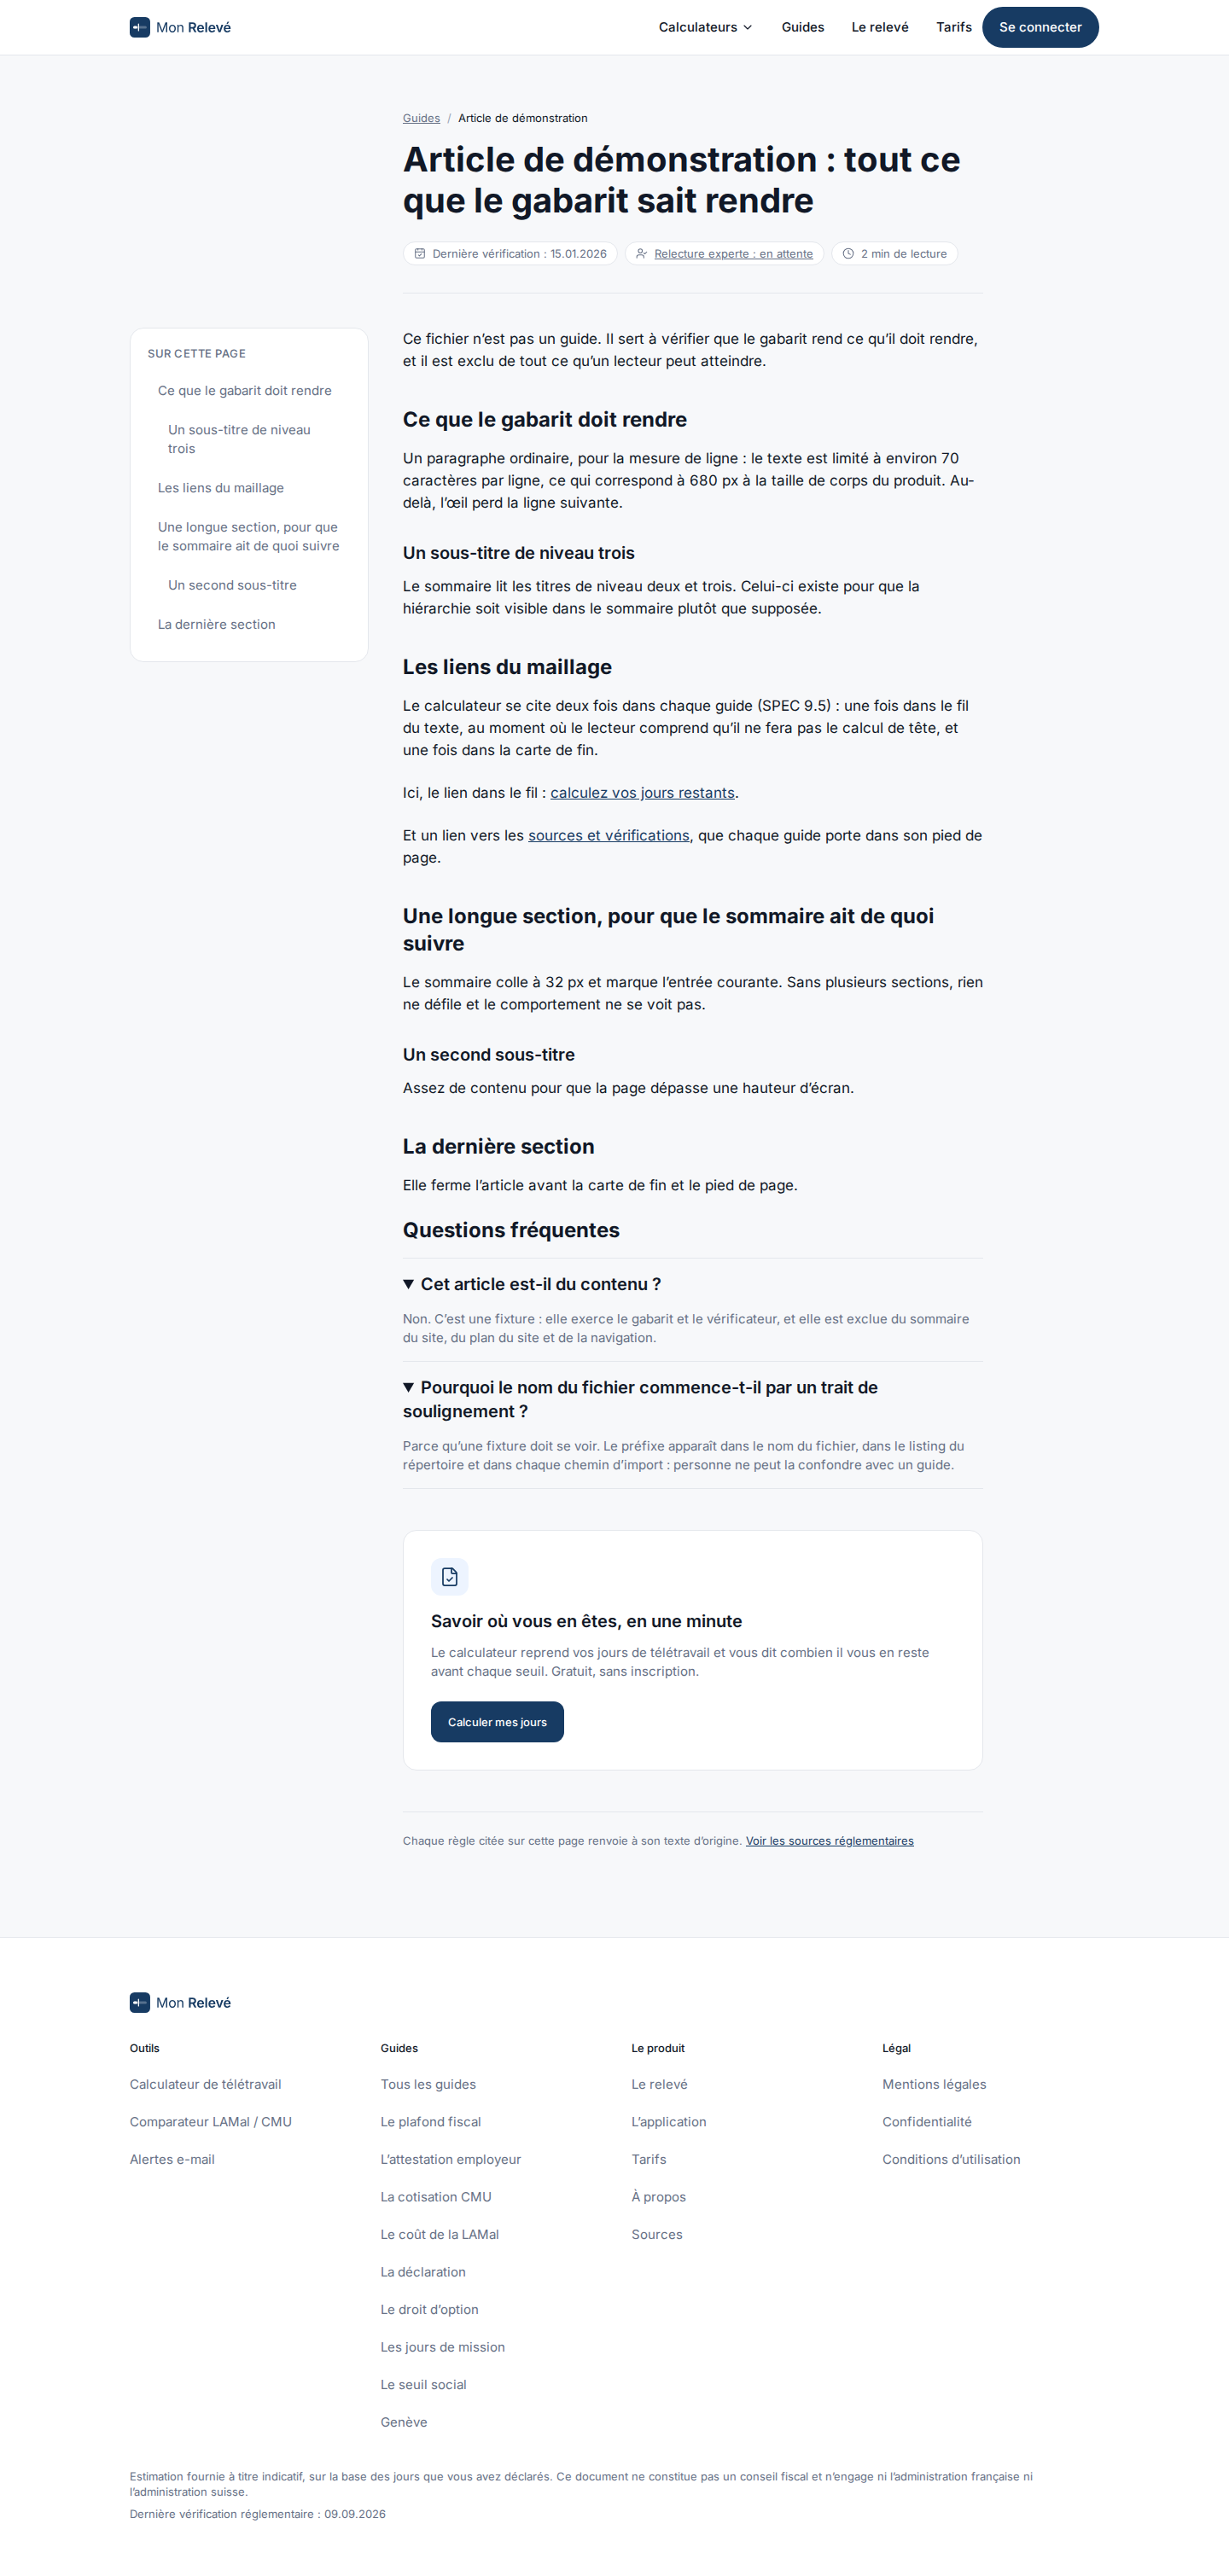 Mon Relevé
Calculateurs
Guides
Le relevé
Tarifs
Se connecter
Guides / Article de démonstration
Article de démonstration : tout ce
que le gabarit sait rendre
Dernière vérification : 15.01.2026
Relecture experte : en attente
2 min de lecture
SUR CETTE PAGE
Ce que le gabarit doit rendre
Un sous-titre de niveau
trois
Les liens du maillage
Une longue section, pour que
le sommaire ait de quoi suivre
Un second sous-titre
La dernière section
Ce fichier n’est pas un guide. Il sert à vérifier que le gabarit rend ce qu’il doit rendre,
et il est exclu de tout ce qu’un lecteur peut atteindre.
Ce que le gabarit doit rendre
Un paragraphe ordinaire, pour la mesure de ligne : le texte est limité à environ 70
caractères par ligne, ce qui correspond à 680 px à la taille de corps du produit. Au-
delà, l’œil perd la ligne suivante.
Un sous-titre de niveau trois
Le sommaire lit les titres de niveau deux et trois. Celui-ci existe pour que la
hiérarchie soit visible dans le sommaire plutôt que supposée.
Les liens du maillage
Le calculateur se cite deux fois dans chaque guide (SPEC 9.5) : une fois dans le fil
du texte, au moment où le lecteur comprend qu’il ne fera pas le calcul de tête, et
une fois dans la carte de fin.
Ici, le lien dans le fil : calculez vos jours restants.
Et un lien vers les sources et vérifications, que chaque guide porte dans son pied de
page.
Une longue section, pour que le sommaire ait de quoi
suivre
Le sommaire colle à 32 px et marque l’entrée courante. Sans plusieurs sections, rien
ne défile et le comportement ne se voit pas.
Un second sous-titre
Assez de contenu pour que la page dépasse une hauteur d’écran.
La dernière section
Elle ferme l’article avant la carte de fin et le pied de page.
Questions fréquentes
Cet article est-il du contenu ?
Non. C’est une fixture : elle exerce le gabarit et le vérificateur, et elle est exclue du sommaire
du site, du plan du site et de la navigation.
Pourquoi le nom du fichier commence-t-il par un trait de
soulignement ?
Parce qu’une fixture doit se voir. Le préfixe apparaît dans le nom du fichier, dans le listing du
répertoire et dans chaque chemin d’import : personne ne peut la confondre avec un guide.
Savoir où vous en êtes, en une minute
Le calculateur reprend vos jours de télétravail et vous dit combien il vous en reste
avant chaque seuil. Gratuit, sans inscription.
Calculer mes jours
Chaque règle citée sur cette page renvoie à son texte d’origine. Voir les sources réglementaires
Mon Relevé
Outils
Calculateur de télétravail
Comparateur LAMal / CMU
Alertes e-mail
Guides
Tous les guides
Le plafond fiscal
L’attestation employeur
La cotisation CMU
Le coût de la LAMal
La déclaration
Le droit d’option
Les jours de mission
Le seuil social
Genève
Le produit
Le relevé
L’application
Tarifs
À propos
Sources
Légal
Mentions légales
Confidentialité
Conditions d’utilisation
Estimation fournie à titre indicatif, sur la base des jours que vous avez déclarés. Ce document ne constitue pas un conseil fiscal et n’engage ni l’administration française ni
l’administration suisse.
Dernière vérification réglementaire : 09.09.2026